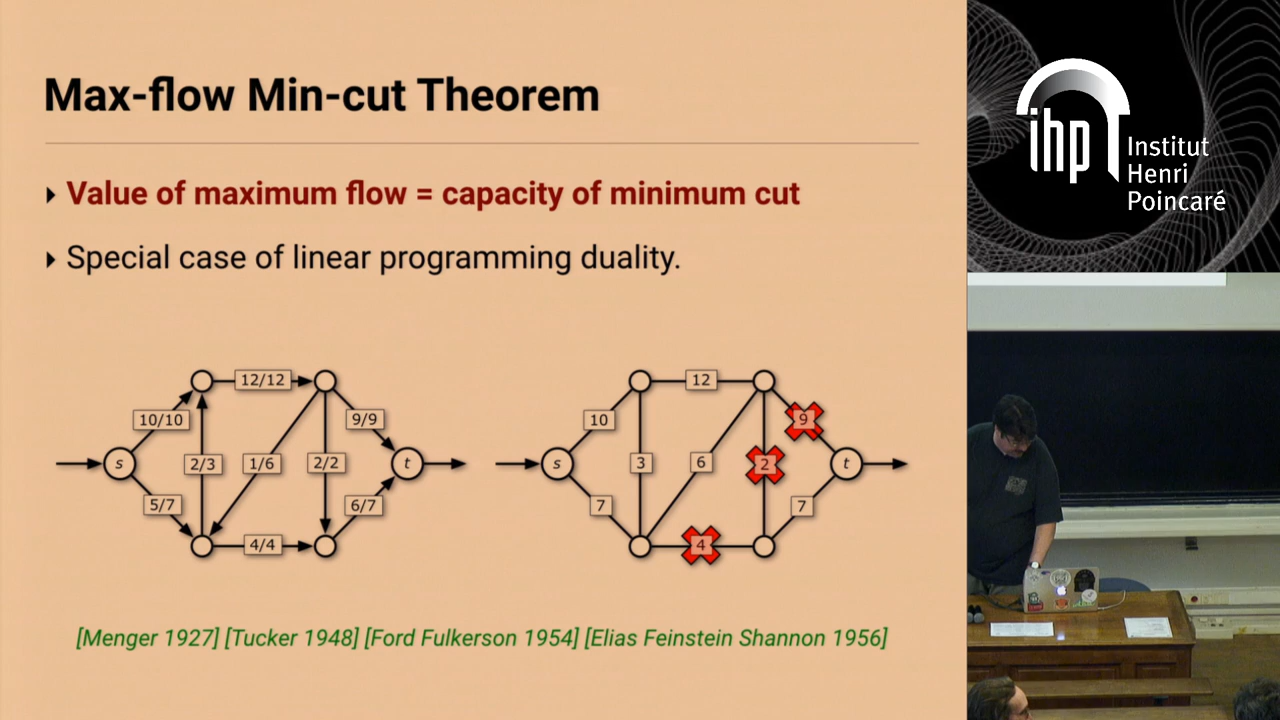 Max-flow Min-cut Theorem
Value of maximum flow = capacity of minimum cut
Special case of linear programming duality.
12/12
10/10
9/9
s
2/3
1/6
2/2
t
5/7
6/7
4/4
12
10
9
s
3
6
2
t
7
7
4
[Menger 1927] [Tucker 1948] [Ford Fulkerson 1954] [Elias Feinstein Shannon 1956]
ihp
Institut
Henri
Poincaré